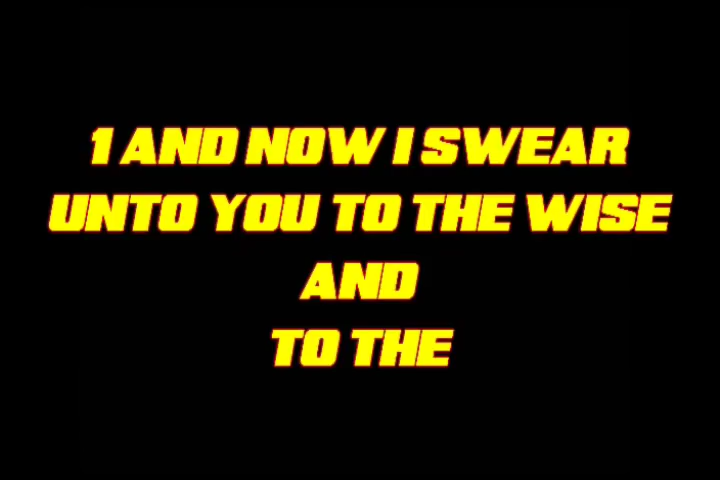 1 AND NOW I SWEAR
UNTO YOU TO THE WISE
AND
TO THE